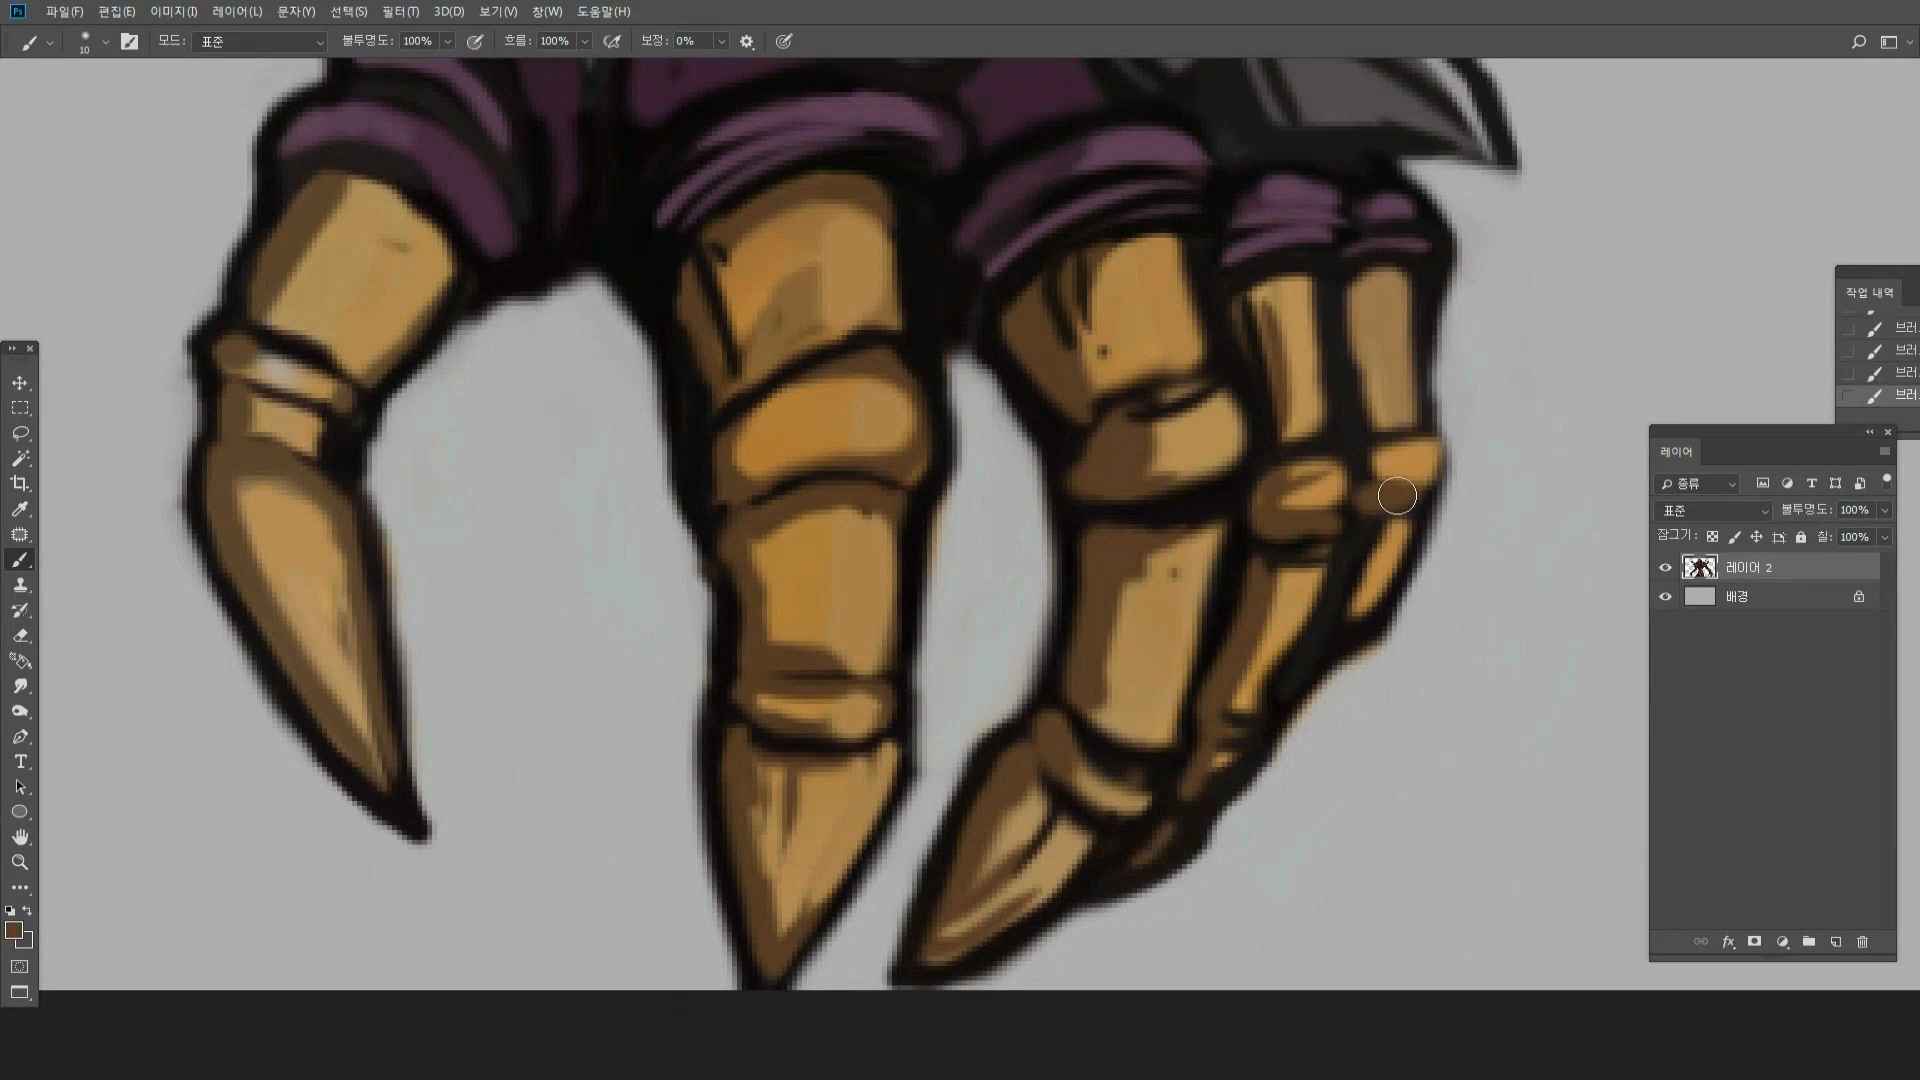 Ps 파일(F) 편집(E) 이미지(I) 레이어(L) 문자(Y) 선택(S) 필터(T) 3D(D) 보기(V) 창(W) 도움말(H)
10 모드: 표준 불투명도: 100% 흐름: 100% 보정: 0%
작업 내역
브러
브러
브러
브러
레이어
종류
표준 불투명도: 100%
잠그기: 칠: 100%
레이어 2
배경
fx